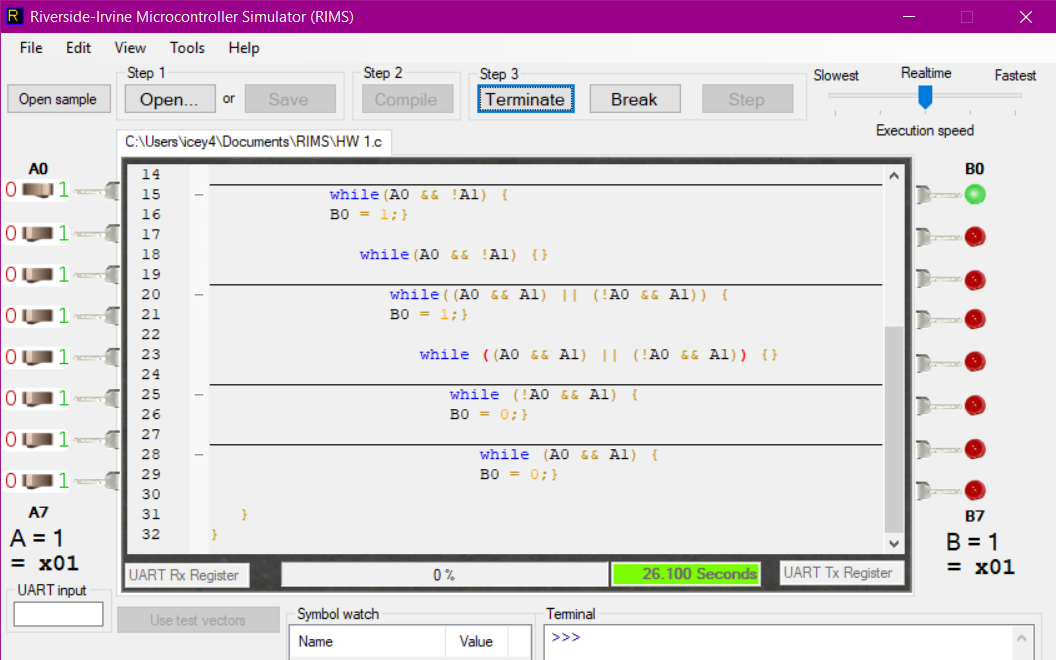 Riverside-Irvine Microcontroller Simulator (RIMS)
File Edit View Tools Help
Step 1 Step 2 Step 3 Slowest Realtime Fastest
Open sample Open... or Save Compile Terminate Break Step
Execution speed
C:\Users\icey4\Documents\RIMS\HW 1.c
A0 B0
14
15 while(A0 && !A1) {
16 B0 = 1;}
17
18 while(A0 && !A1) {}
19
20 while((A0 && A1) || (!A0 && A1)) {
21 B0 = 1;}
22
23 while ((A0 && A1) || (!A0 && A1)) {}
24
25 while (!A0 && A1) {
26 B0 = 0;}
27
28 while (A0 && A1) {
29 B0 = 0;}
30
31 }
32 }
0 1
0 1
0 1
0 1
0 1
0 1
0 1
0 1
A7 B7
A = 1 B = 1
= x01 = x01
UART Rx Register 0 % 26.100 Seconds UART Tx Register
UART input
Use test vectors
Symbol watch Terminal
Name Value >>>